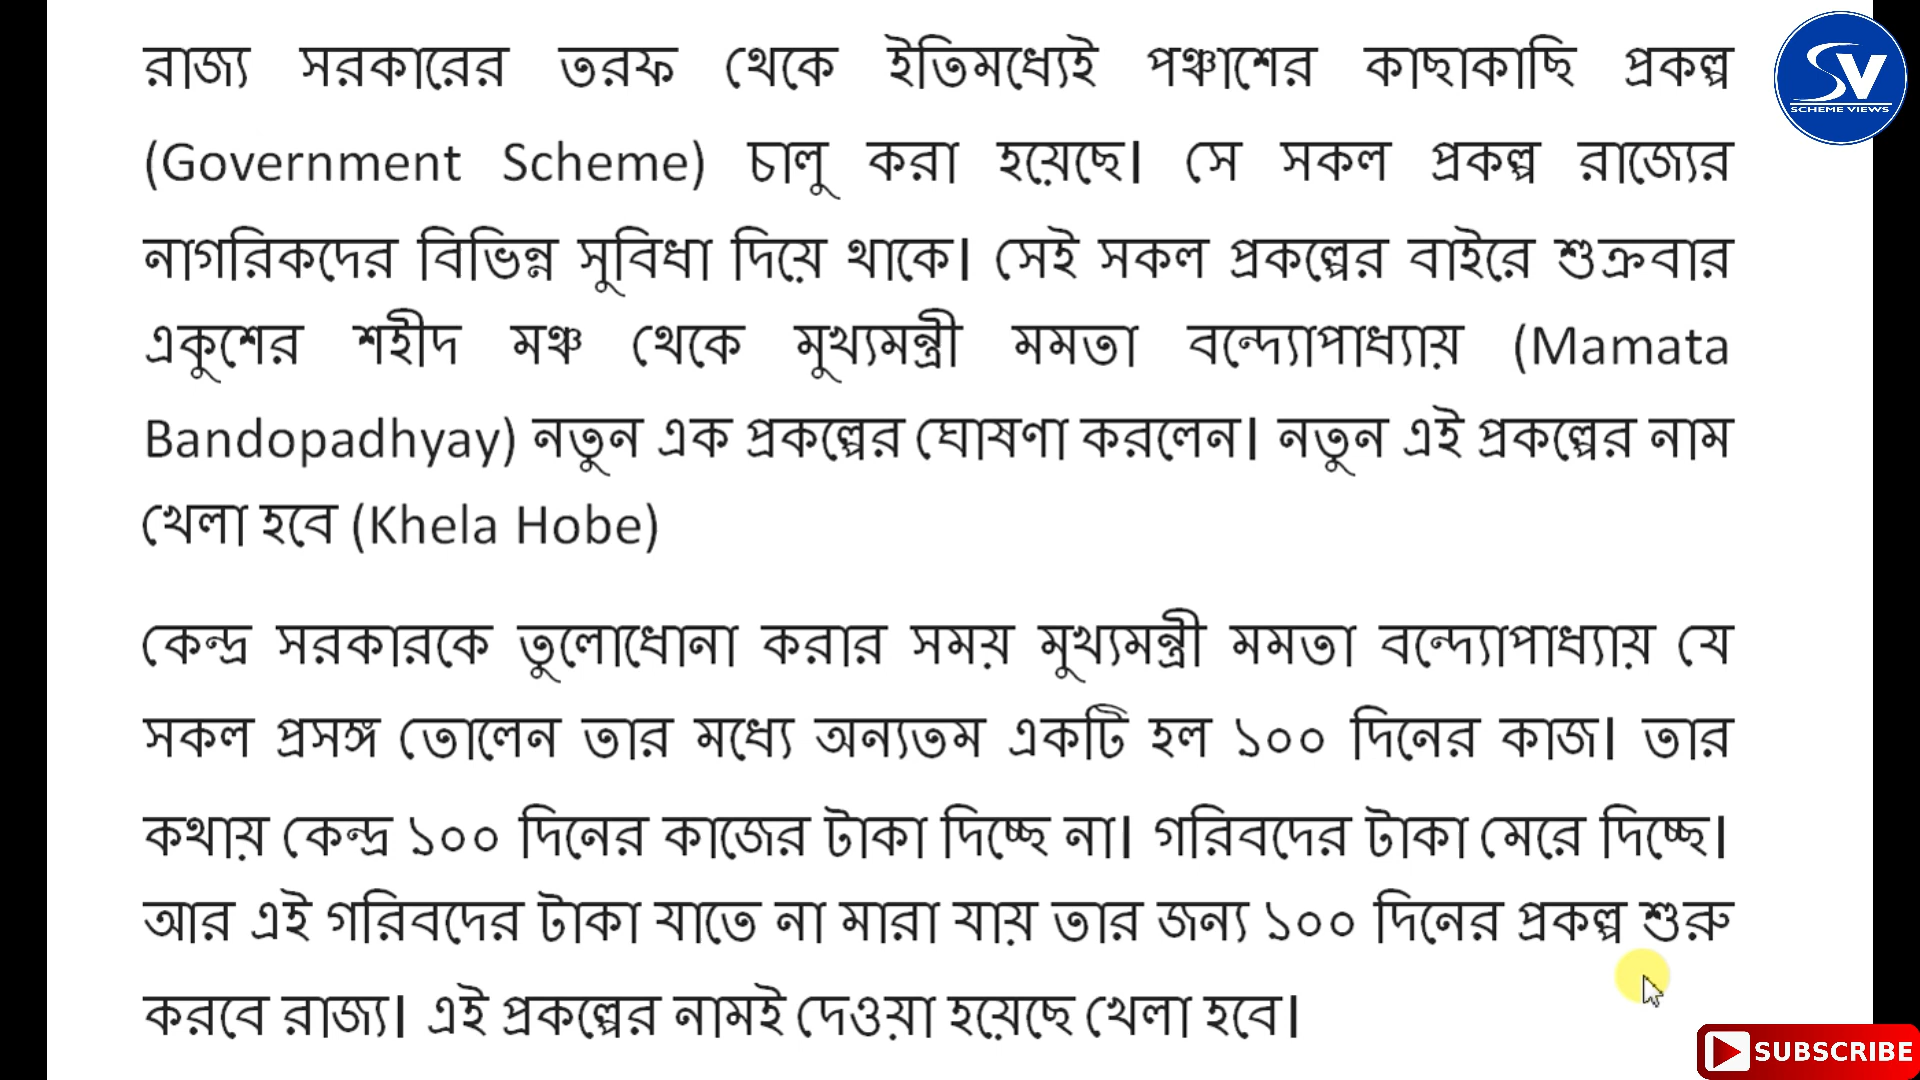 রাজ্য সরকারের তরফ থেকে ইতিমধ্যেই পঞ্চাশের কাছাকাছি প্রকল্প
(Government Scheme) চালু করা হয়েছে। সে সকল প্রকল্প রাজ্যের
নাগরিকদের বিভিন্ন সুবিধা দিয়ে থাকে। সেই সকল প্রকল্পের বাইরে শুক্রবার
একুশের শহীদ মঞ্চ থেকে মুখ্যমন্ত্রী মমতা বন্দ্যোপাধ্যায় (Mamata
Bandopadhyay) নতুন এক প্রকল্পের ঘোষণা করলেন। নতুন এই প্রকল্পের নাম
খেলা হবে (Khela Hobe)
কেন্দ্র সরকারকে তুলোধোনা করার সময় মুখ্যমন্ত্রী মমতা বন্দ্যোপাধ্যায় যে
সকল প্রসঙ্গ তোলেন তার মধ্যে অন্যতম একটি হল ১০০ দিনের কাজ। তার
কথায় কেন্দ্র ১০০ দিনের কাজের টাকা দিচ্ছে না। গরিবদের টাকা মেরে দিচ্ছে।
আর এই গরিবদের টাকা যাতে না মারা যায় তার জন্য ১০০ দিনের প্রকল্প শুরু
করবে রাজ্য। এই প্রকল্পের নামই দেওয়া হয়েছে খেলা হবে।
SV
SCHEME VIEWS
SUBSCRIBE